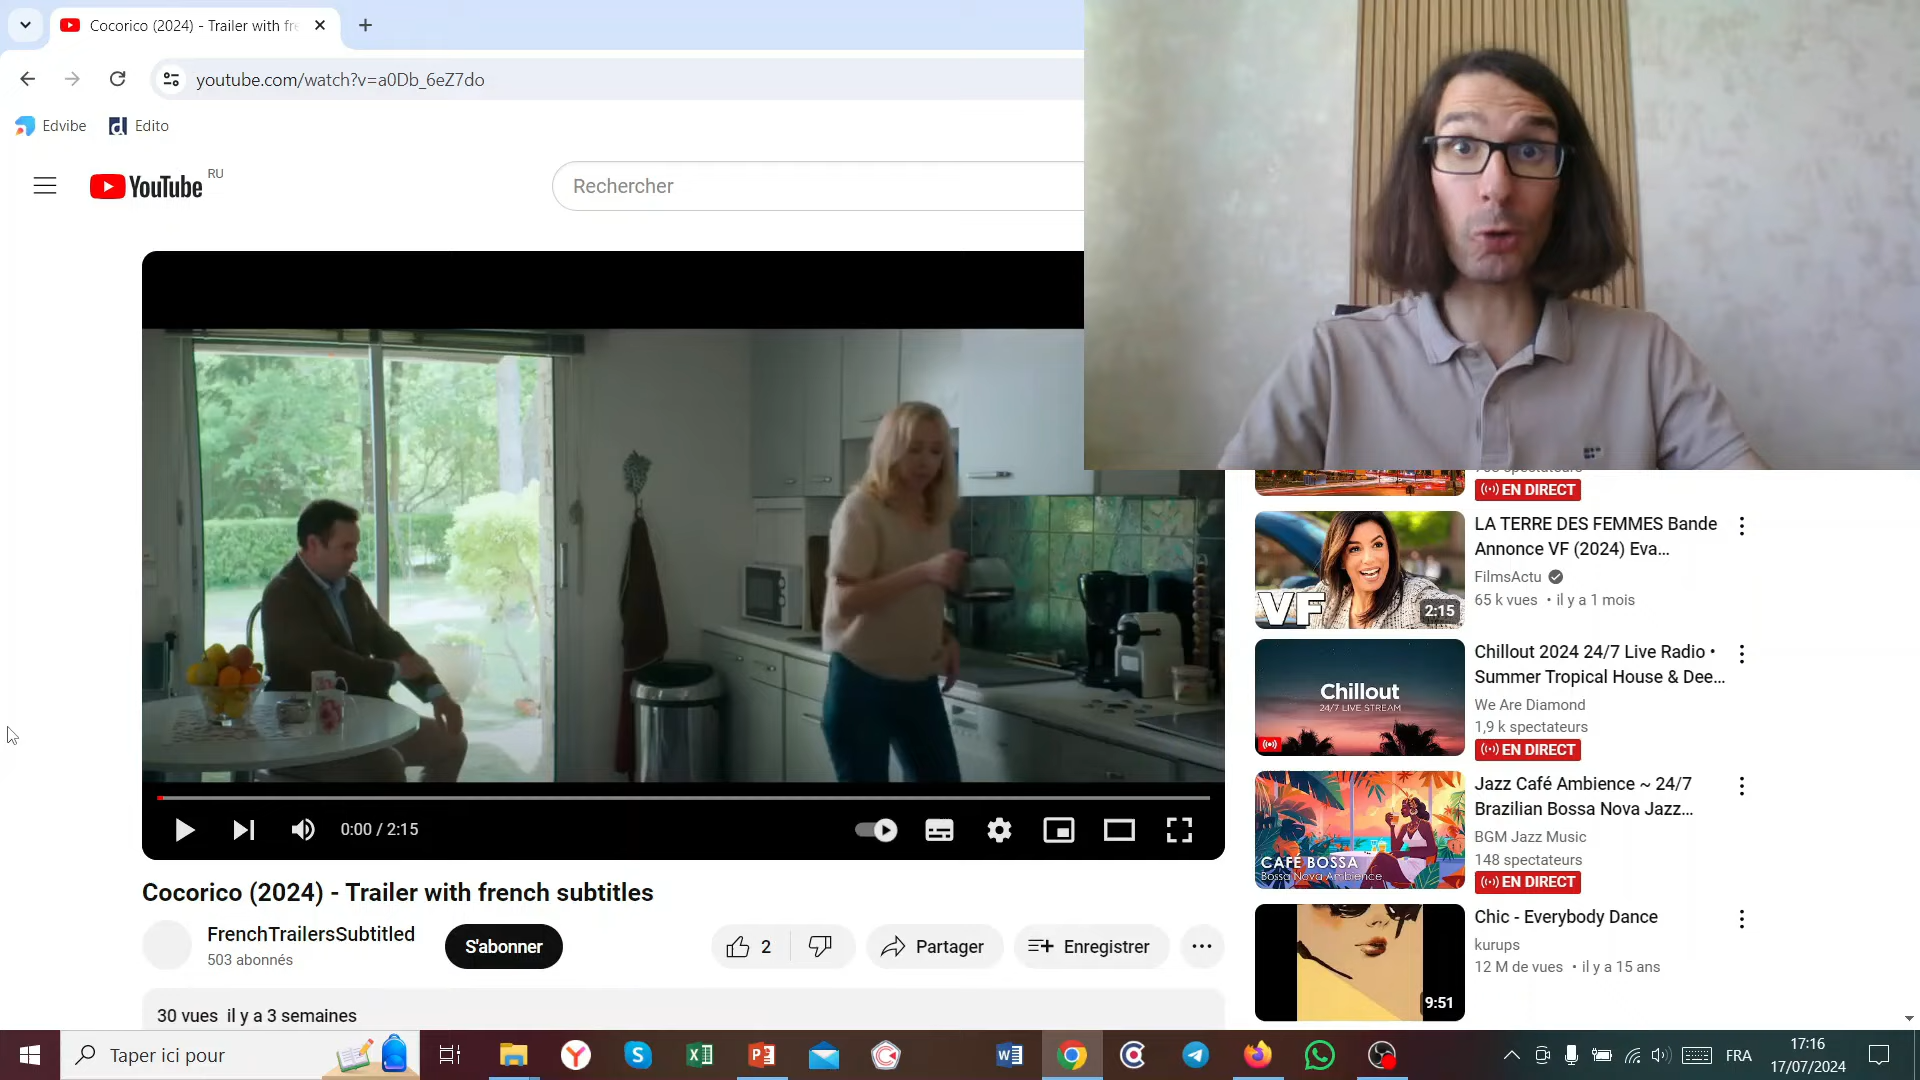 Cocorico (2024) - Trailer with fre
youtube.com/watch?v=a0Db_6eZ7do
Edvibe
Edito
YouTube
RU
Rechercher
0:00 / 2:15
Cocorico (2024) - Trailer with french subtitles
FrenchTrailersSubtitled
503 abonnés
S'abonner
2
Partager
Enregistrer
30 vues il y a 3 semaines
EN DIRECT
VF
2:15
LA TERRE DES FEMMES Bande
Annonce VF (2024) Eva...
FilmsActu
65 k vues • il y a 1 mois
Chillout
24/7 LIVE STREAM
Chillout 2024 24/7 Live Radio •
Summer Tropical House & Dee...
We Are Diamond
1,9 k spectateurs
EN DIRECT
CAFÉ BOSSA
Bossa Nova Ambience
Jazz Café Ambience ~ 24/7
Brazilian Bossa Nova Jazz...
BGM Jazz Music
148 spectateurs
EN DIRECT
9:51
Chic - Everybody Dance
kurups
12 M de vues • il y a 15 ans
Taper ici pour
FRA
17:16
17/07/2024